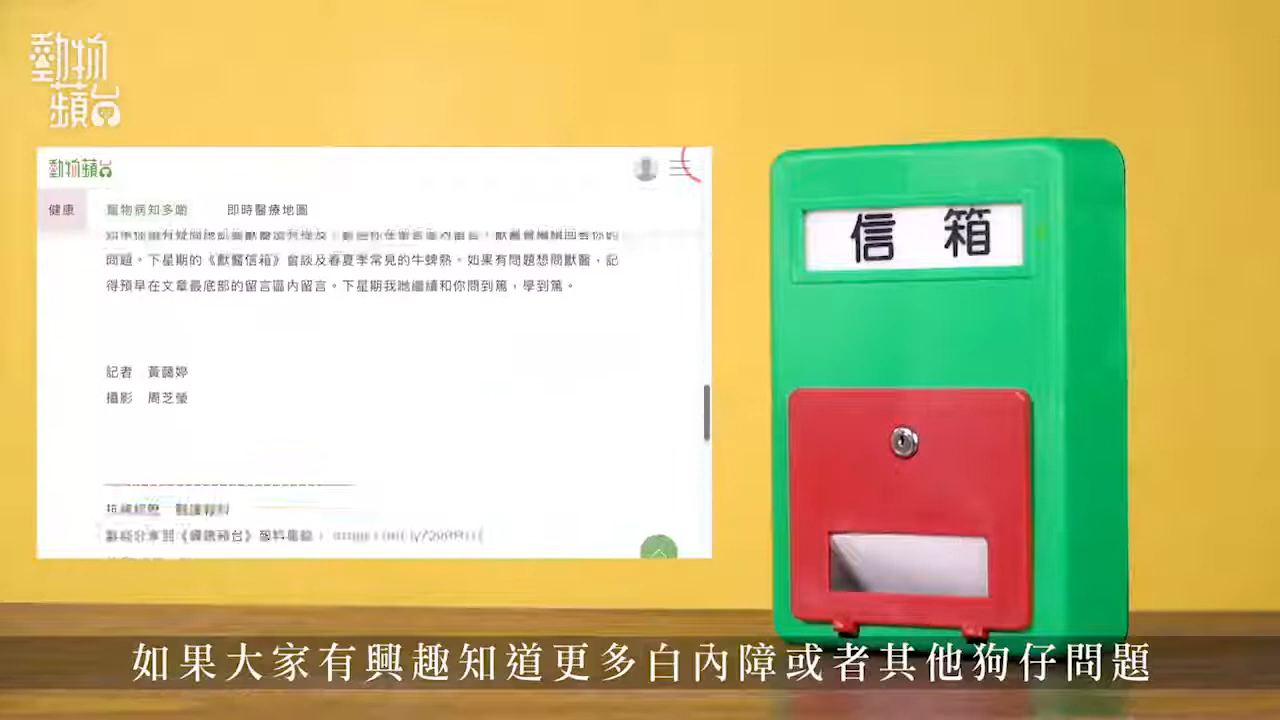 動物
蘋台
動物蘋台
健康
寵物病知多啲
即時醫療地圖
問題。下星期的《獸醫信箱》會談及春夏季常見的牛蜱熱。如果有問題想問獸醫，記
得預早在文章最底部的留言區內留言。下星期我哋繼續和你問到篤，學到篤。
記者 黃藹婷
攝影 周芝瑩
信箱
如果大家有興趣知道更多白內障或者其他狗仔問題